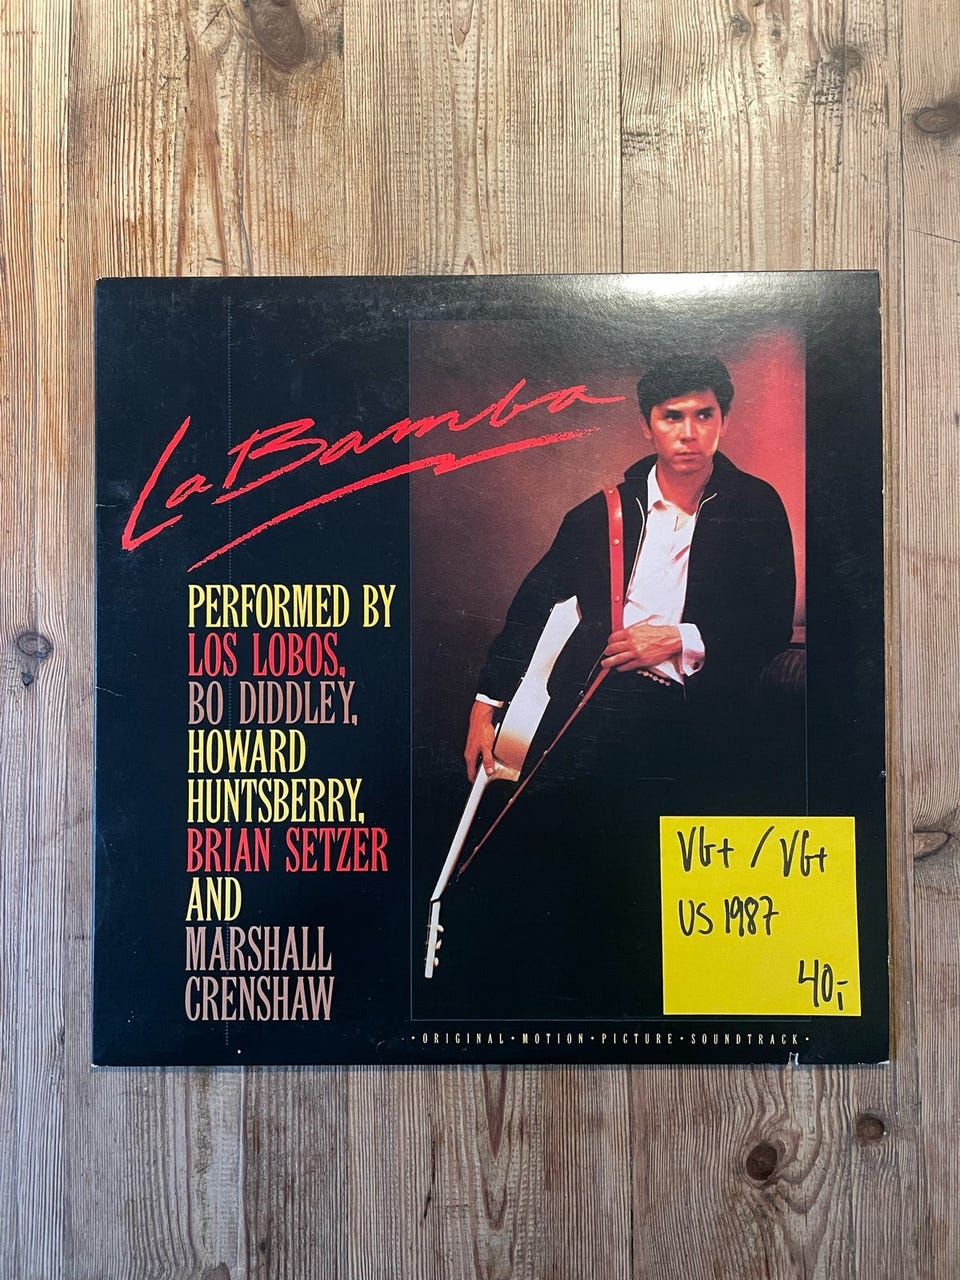 La Bamba
PERFORMED BY
LOS LOBOS,
BO DIDDLEY,
HOWARD
HUNTSBERRY,
BRIAN SETZER
AND
MARSHALL
CRENSHAW
VG+ / VG+
US 1987
40,-
·ORIGINAL·MOTION·PICTURE·SOUNDTRACK·